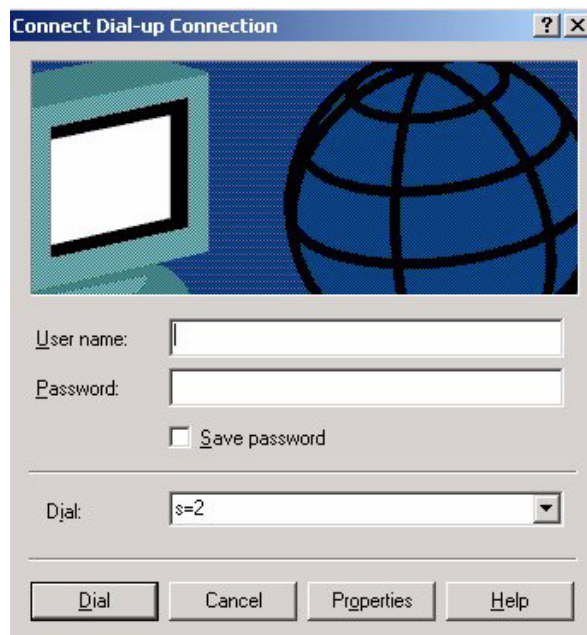 Connect Dial-up Connection
User name:
Password:
Save password
Dial:
s=2
Dial
Cancel
Properties
Help